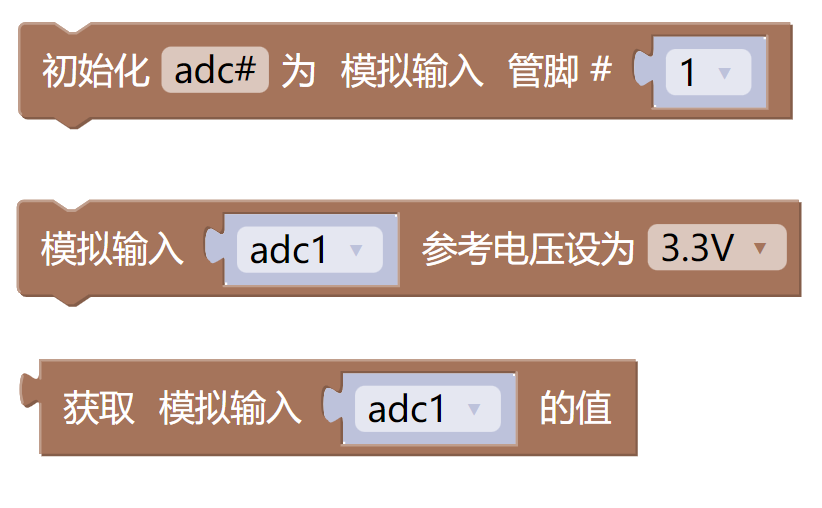 初始化 adc# 为 模拟输入 管脚 # 1
模拟输入 adc1 参考电压设为 3.3V
获取 模拟输入 adc1 的值